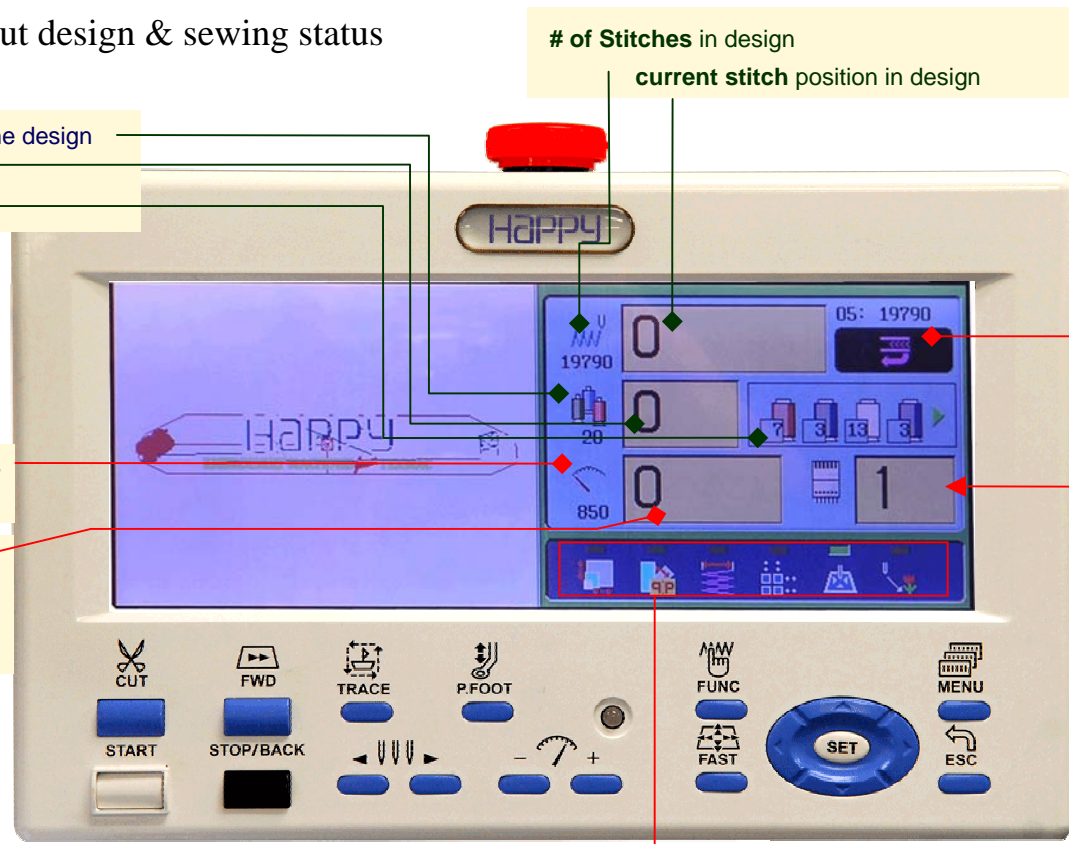 ut design & sewing status
# of Stitches in design
current stitch position in design
e design
Happy
05: 19790
0
19790
0
20
7 3 13 3
Happy
0
850
1
CUT
FWD
TRACE
P.FOOT
FUNC
MENU
START
STOP/BACK
- +
FAST
SET
ESC